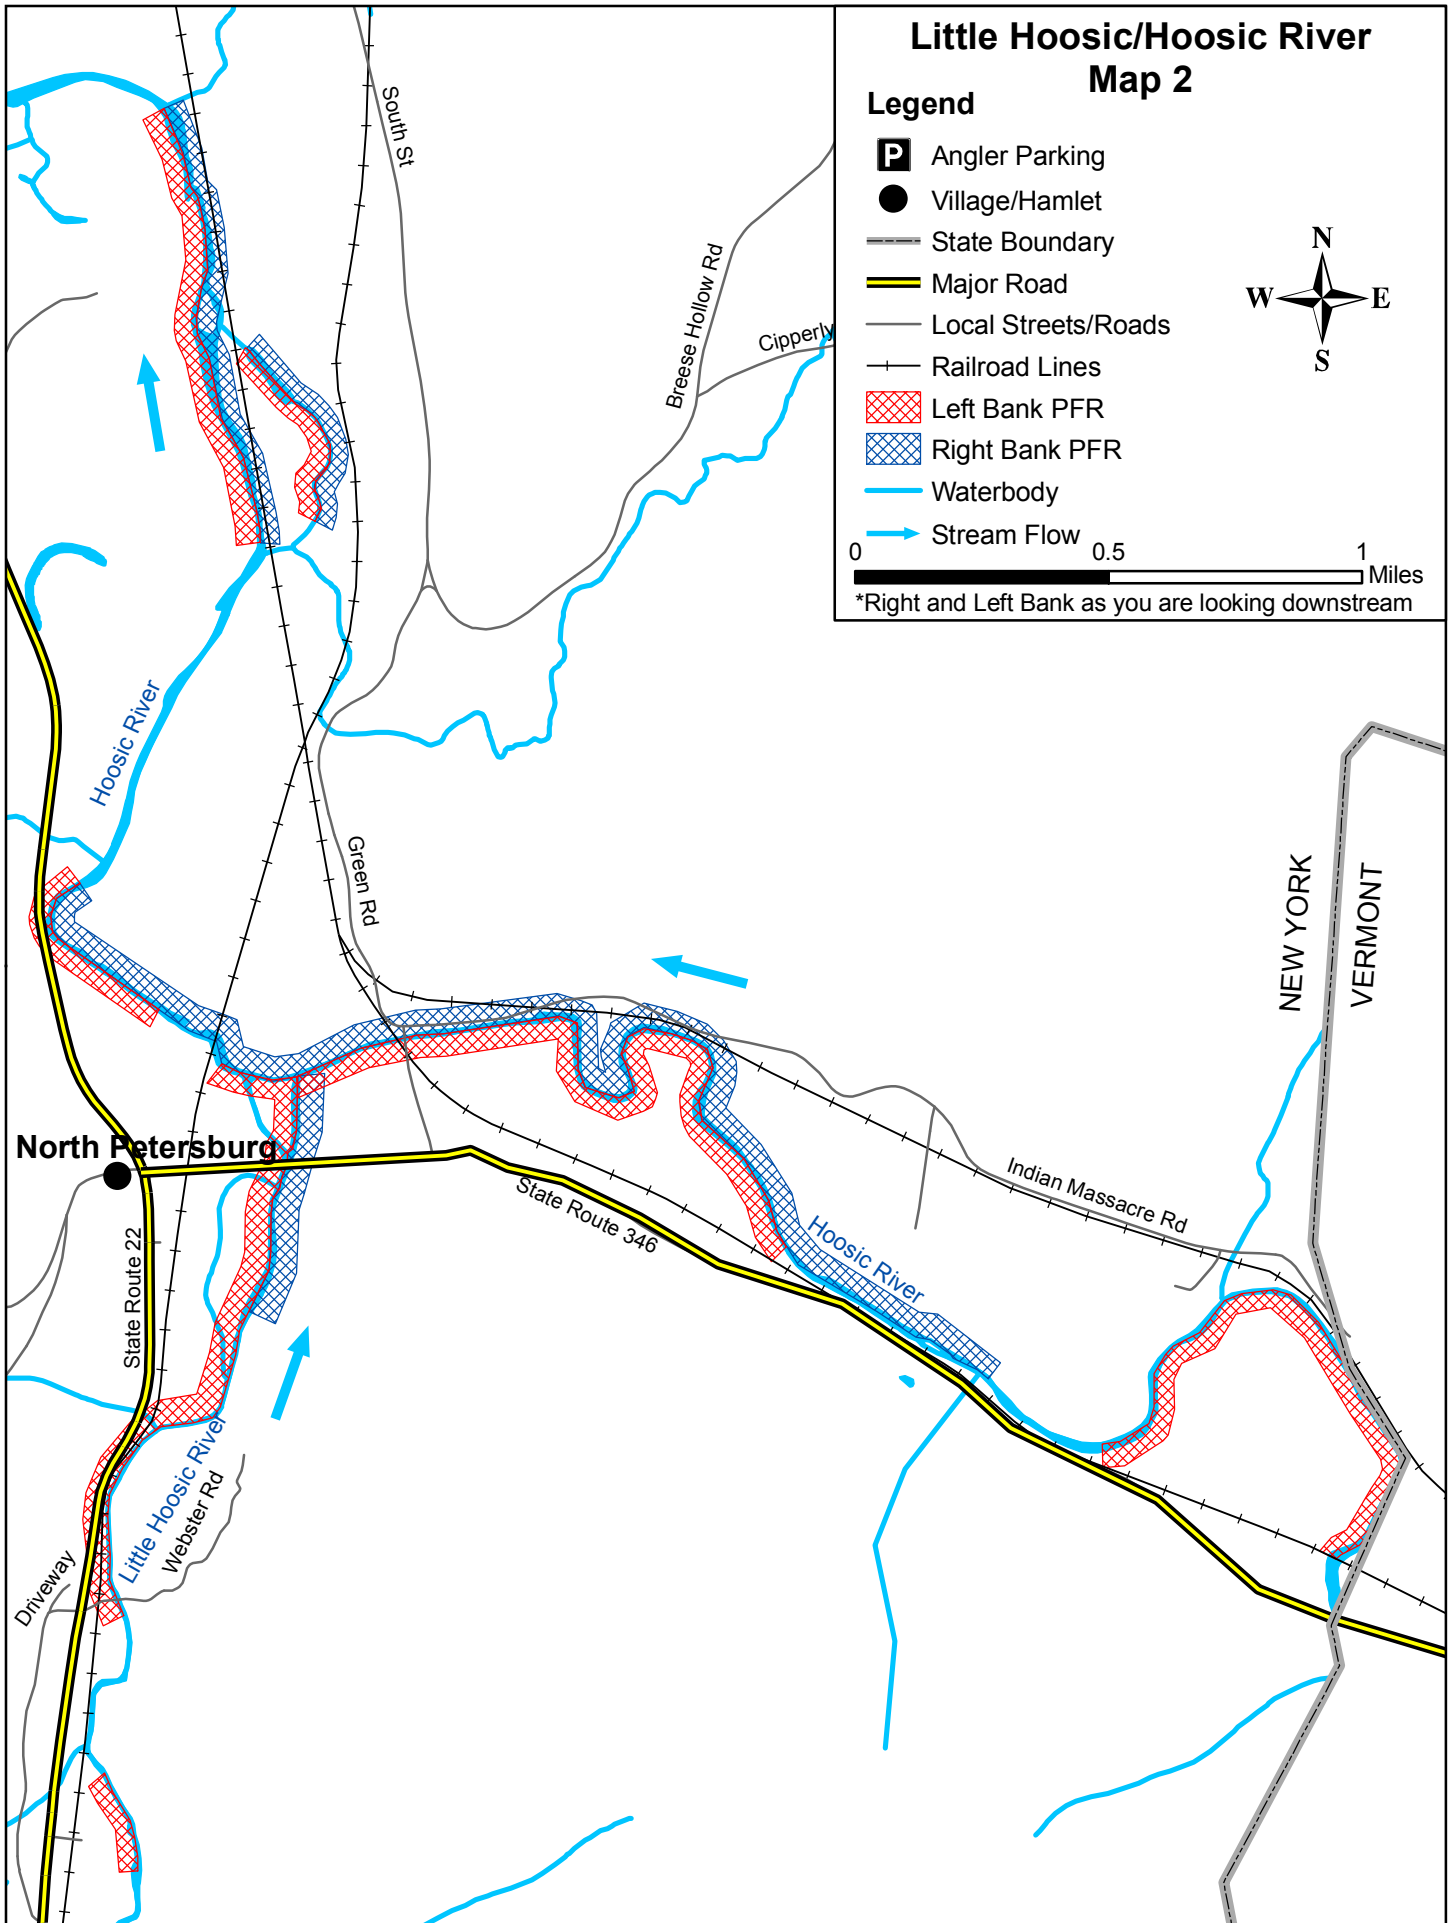 Little Hoosic/Hoosic River
Map 2
Legend
P Angler Parking
Village/Hamlet
State Boundary
Major Road
Local Streets/Roads
Railroad Lines
Left Bank PFR
Right Bank PFR
Waterbody
Stream Flow
N
W E
S
0 0.5 1
Miles
*Right and Left Bank as you are looking downstream
South St
Breese Hollow Rd
Cipperly
Hoosic River
Green Rd
NEW YORK
VERMONT
North Petersburg
State Route 22
State Route 346
Indian Massacre Rd
Hoosic River
Little Hoosic River
Webster Rd
Driveway